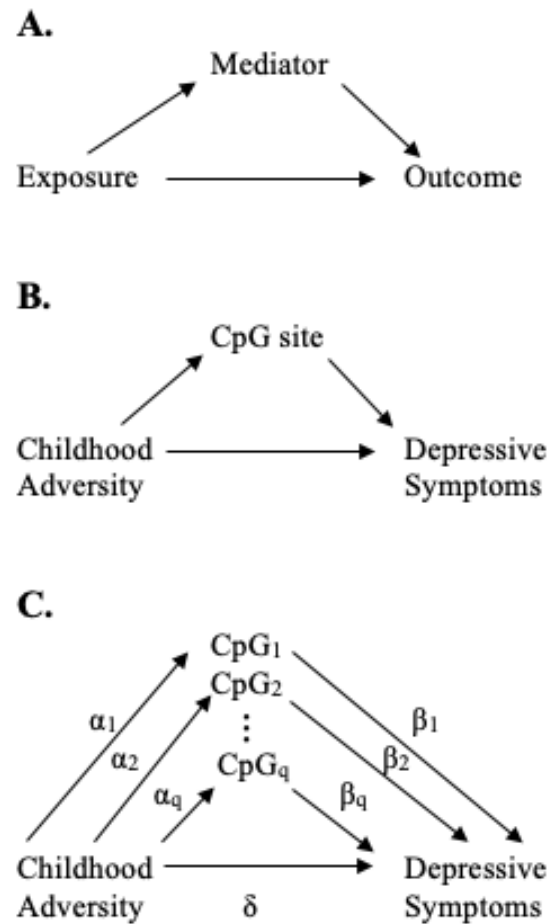 A.
Mediator
Exposure
Outcome
B.
CpG site
Childhood
Adversity
Depressive
Symptoms
C.
CpG₁
α₁
β₁
CpG₂
α₂
β₂
⋮
CpGq
αq
βq
Childhood
Adversity
δ
Depressive
Symptoms